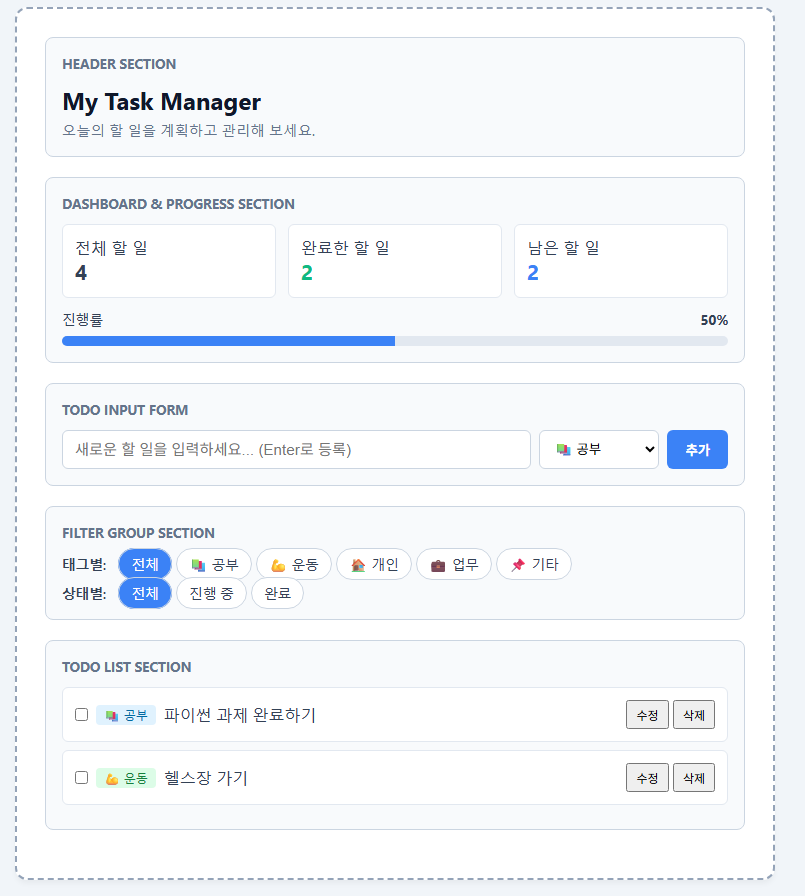 HEADER SECTION
My Task Manager
오늘의 할 일을 계획하고 관리해 보세요.
DASHBOARD & PROGRESS SECTION
전체 할 일
4
완료한 할 일
2
남은 할 일
2
진행률 50%
TODO INPUT FORM
새로운 할 일을 입력하세요... (Enter로 등록) 공부 추가
FILTER GROUP SECTION
태그별: 전체 공부 운동 개인 업무 기타
상태별: 전체 진행 중 완료
TODO LIST SECTION
공부 파이썬 과제 완료하기 수정 삭제
운동 헬스장 가기 수정 삭제